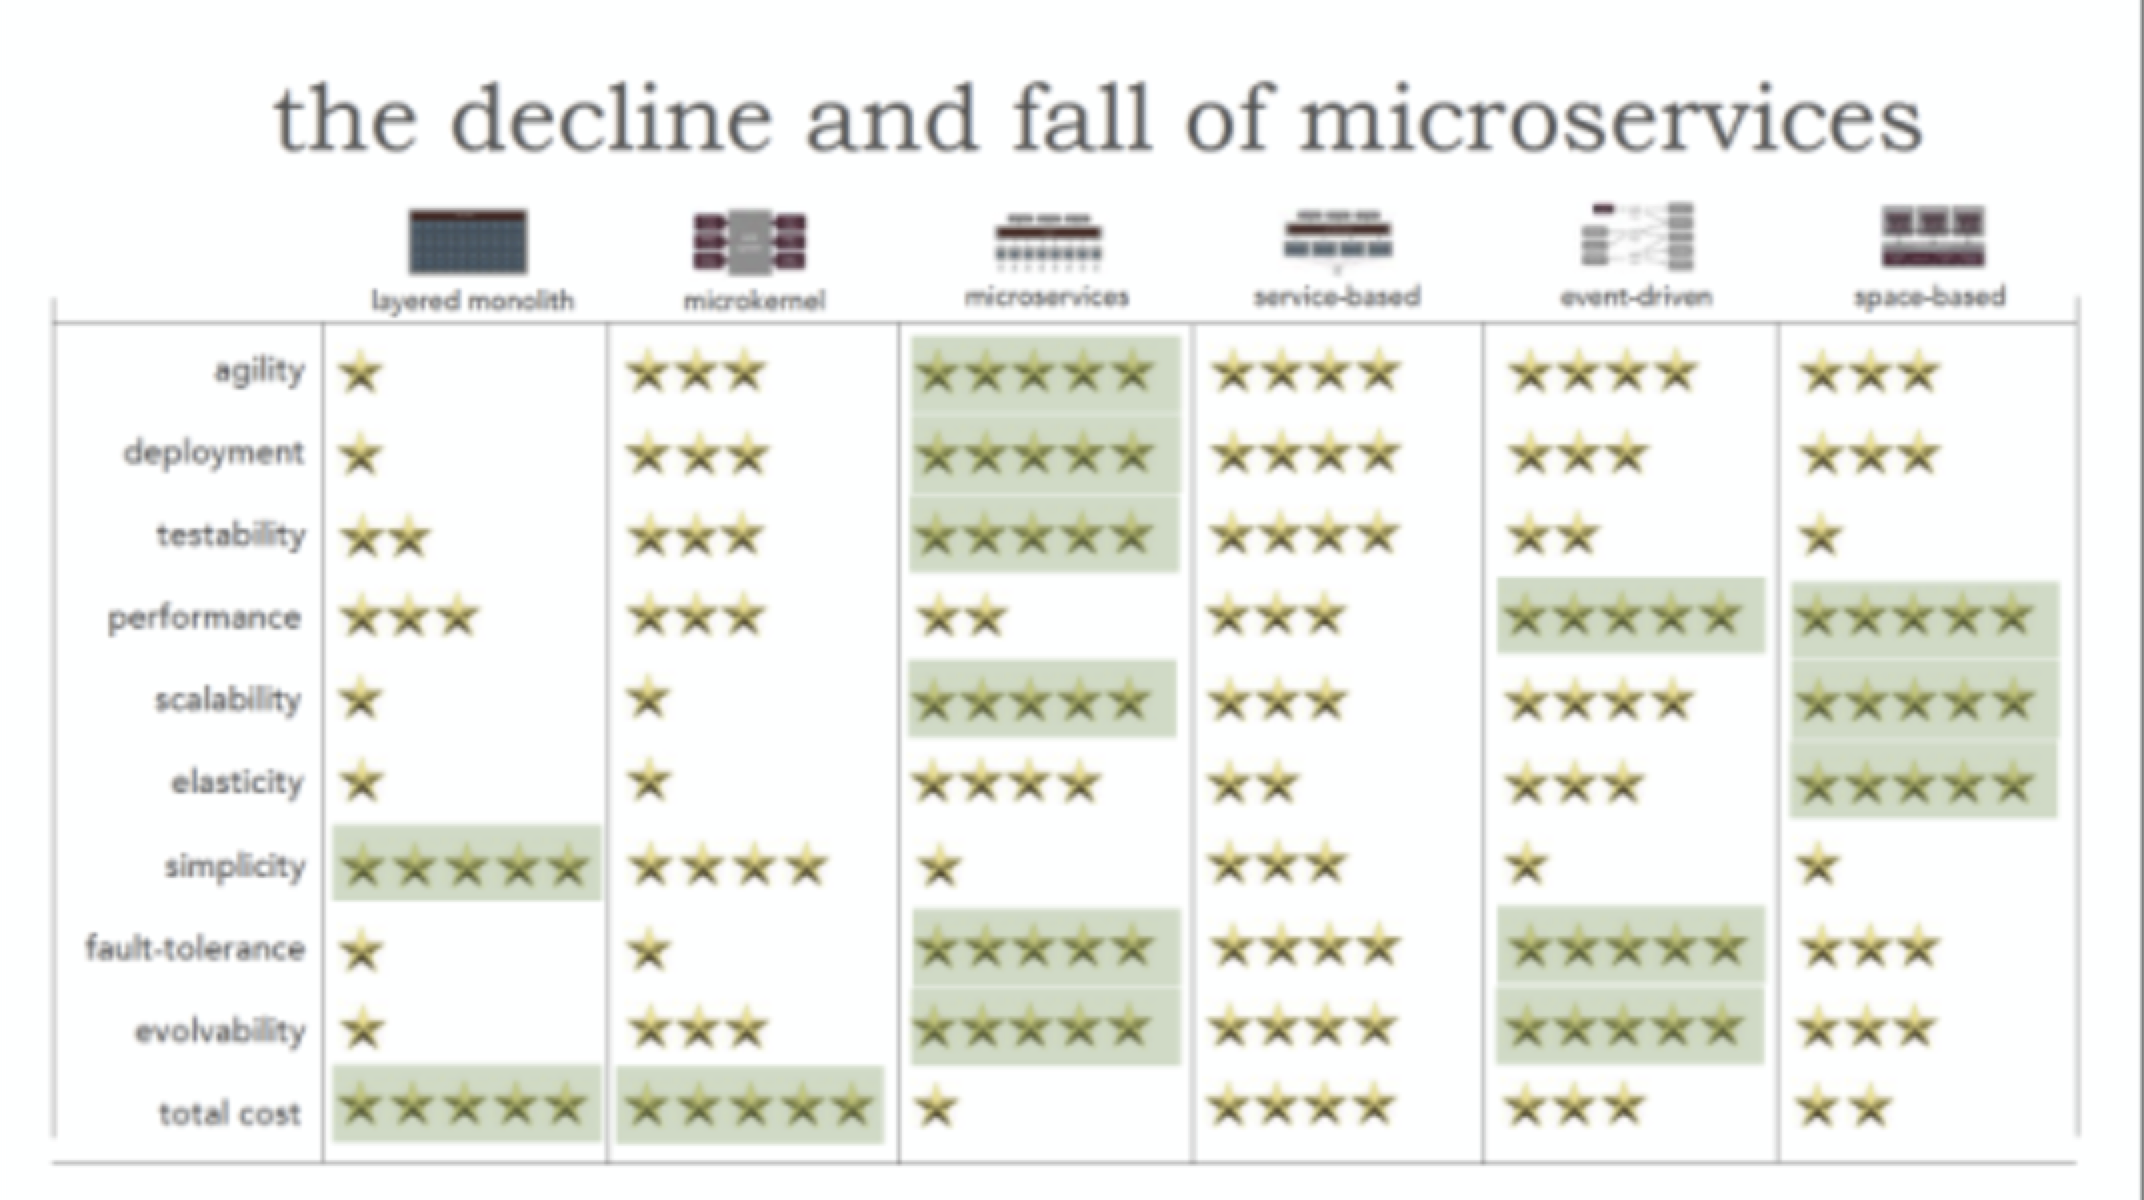 the decline and fall of microservices
layered monolith
microkernel
microservices
service-based
event-driven
space-based
agility
deployment
testability
performance
scalability
elasticity
simplicity
fault-tolerance
evolvability
total cost